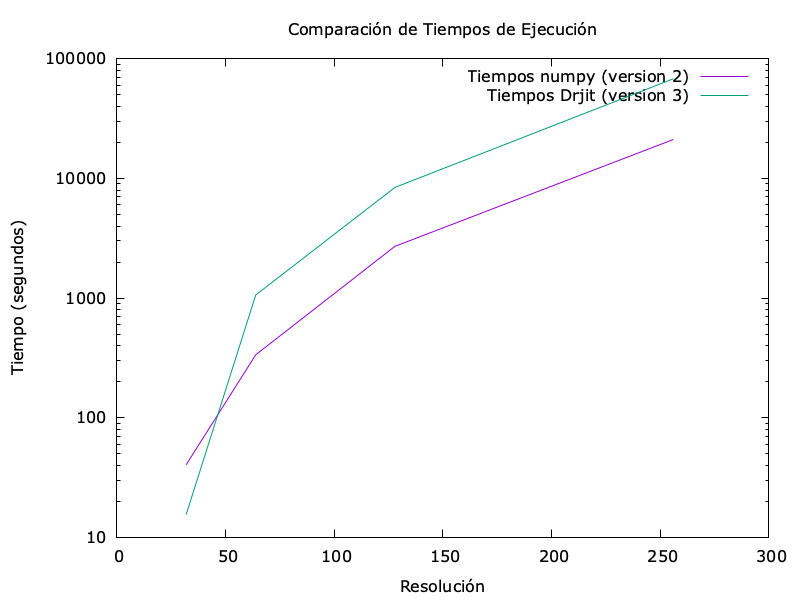 Comparación de Tiempos de Ejecución
100000
10000
1000
100
10
Tiempo (segundos)
Tiempos numpy (version 2)
Tiempos Drjit (version 3)
0 50 100 150 200 250 300
Resolución